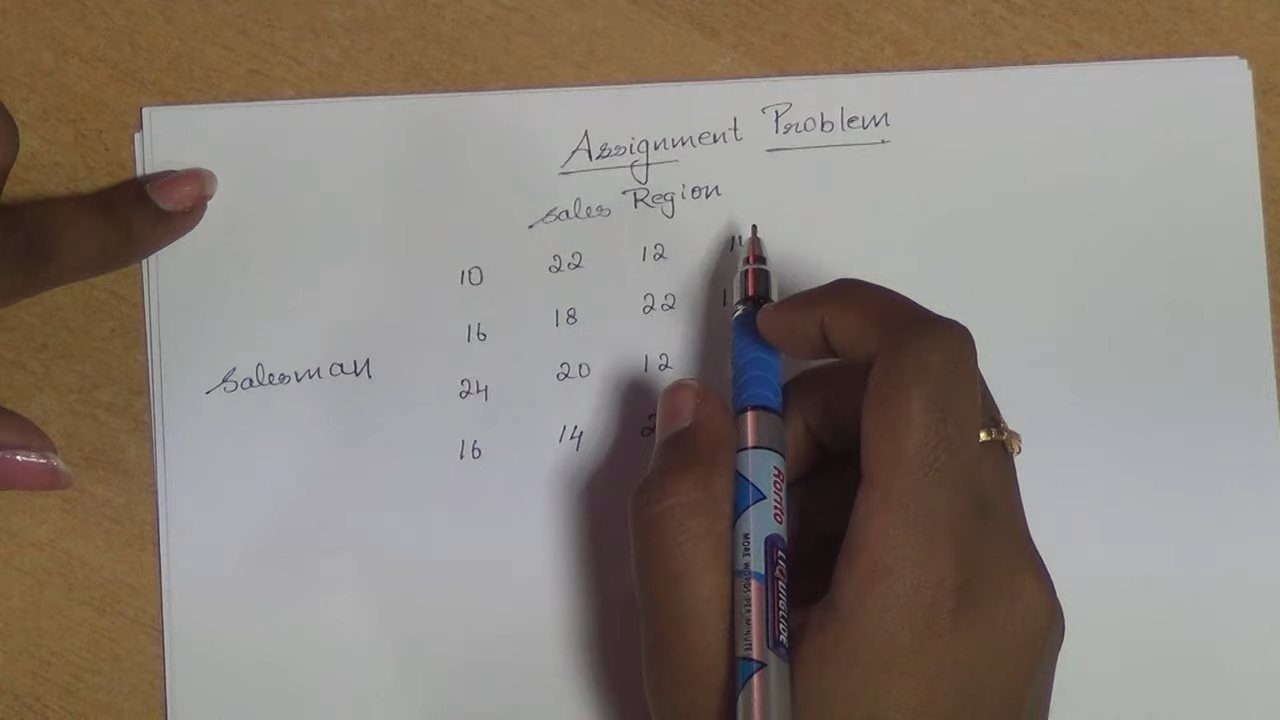 Assignment Problem
Sales Region
10 22 12
16 18 22
Salesman
24 20 12
16 14
Rorito
LIQUIGLIDE
MORE WORDS PER MINUTE